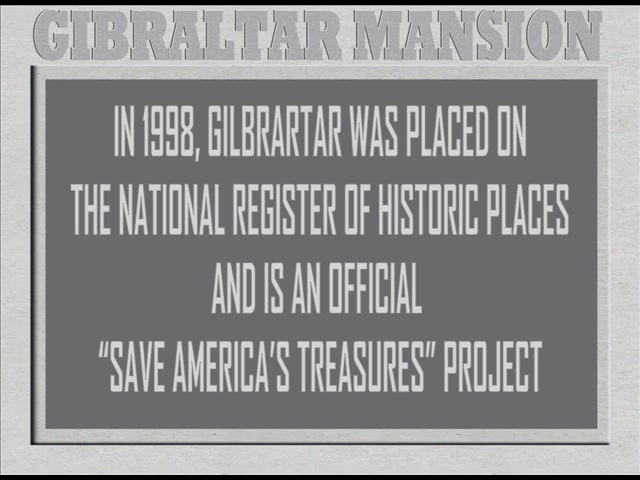 GIBRALTAR MANSION
IN 1998, GILBRARTAR WAS PLACED ON
THE NATIONAL REGISTER OF HISTORIC PLACES
AND IS AN OFFICIAL
“SAVE AMERICA’S TREASURES” PROJECT